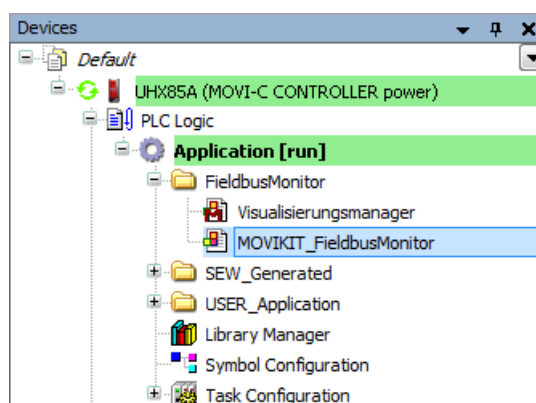 Devices
Default
UHX85A (MOVI-C CONTROLLER power)
PLC Logic
Application [run]
FieldbusMonitor
Visualisierungsmanager
MOVIKIT_FieldbusMonitor
SEW_Generated
USER_Application
Library Manager
Symbol Configuration
Task Configuration